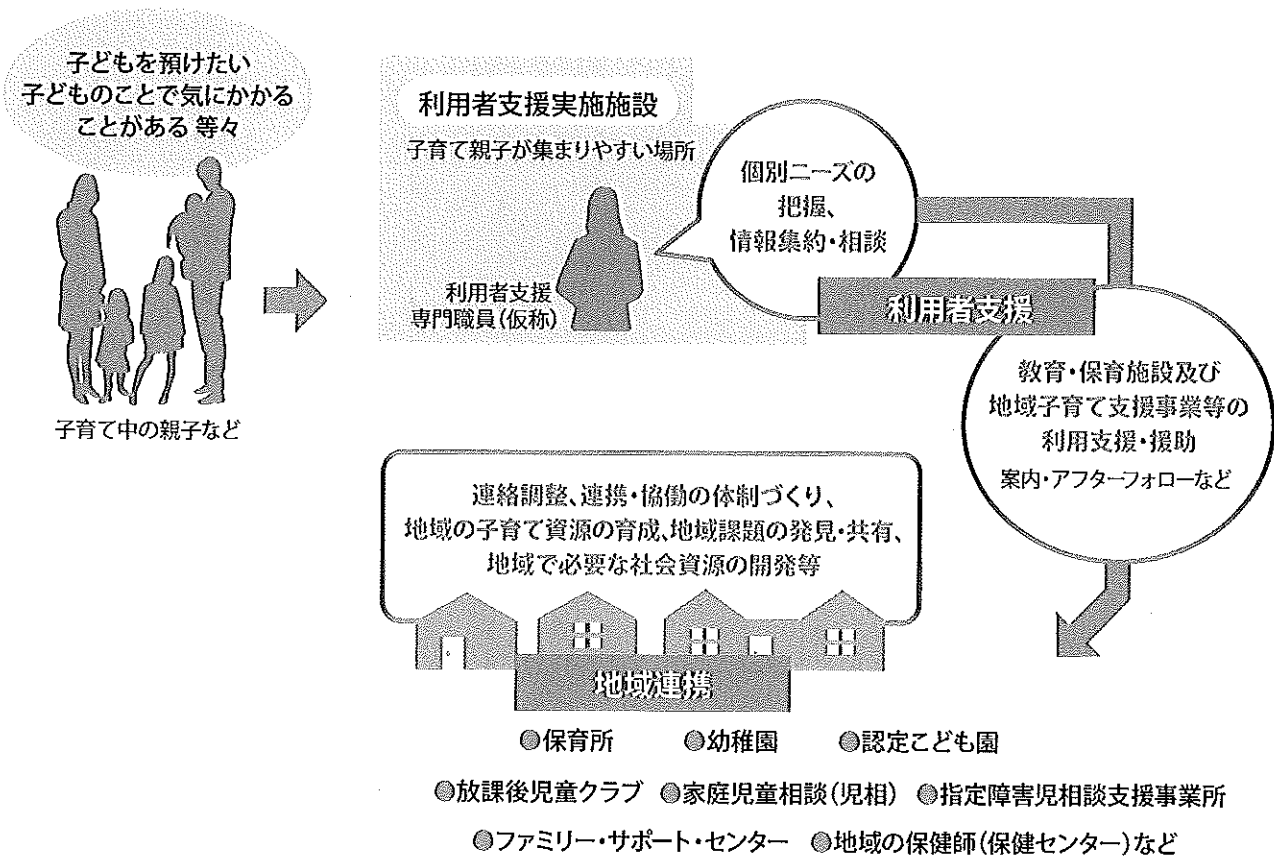 子どもを預けたい
子どものことで気にかかる
ことがある 等々
子育て中の親子など
利用者支援実施施設
子育て親子が集まりやすい場所
利用者支援
専門職員(仮称)
個別ニーズの
把握、
情報集約・相談
利用者支援
教育・保育施設及び
地域子育て支援事業等の
利用支援・援助
案内・アフターフォローなど
連絡調整、連携・協働の体制づくり、
地域の子育て資源の育成、地域課題の発見・共有、
地域で必要な社会資源の開発等
地域連携
●保育所 ●幼稚園 ●認定こども園
●放課後児童クラブ ●家庭児童相談(児相) ●指定障害児相談支援事業所
●ファミリー・サポート・センター ●地域の保健師(保健センター)など